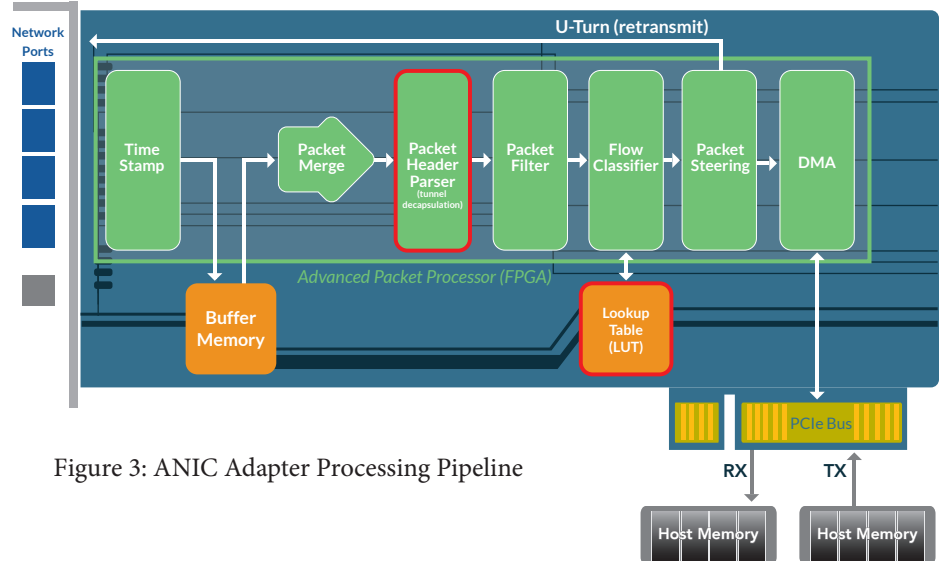 U-Turn (retransmit)
Network
Ports
Time
Stamp
Packet
Merge
Packet
Header
Parser
(tunnel
decapsulation)
Packet
Filter
Flow
Classifier
Packet
Steering
DMA
Advanced Packet Processor (FPGA)
Buffer
Memory
Lookup
Table
(LUT)
PCIe Bus
Figure 3: ANIC Adapter Processing Pipeline
RX
TX
Host Memory
Host Memory